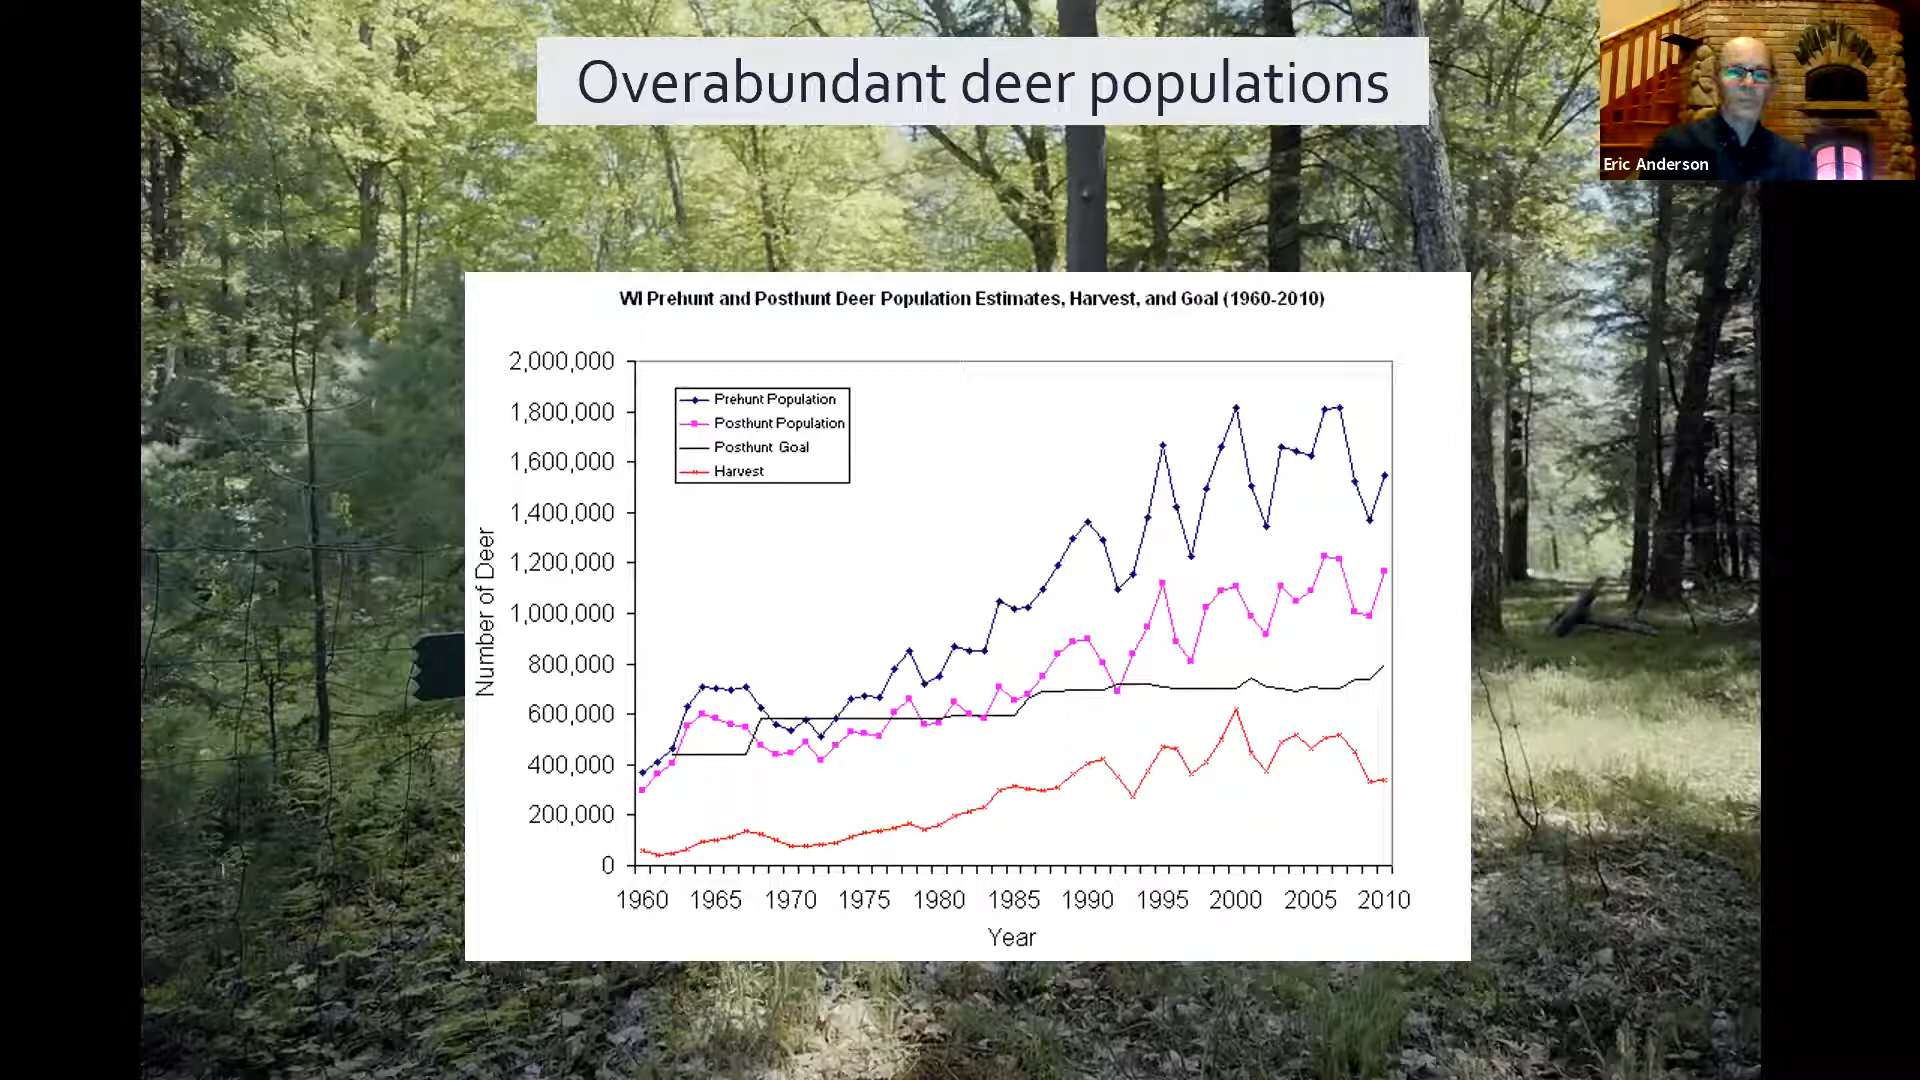 Overabundant deer populations
Eric Anderson
WI Prehunt and Posthunt Deer Population Estimates, Harvest, and Goal (1960-2010)
2,000,000
1,800,000
1,600,000
1,400,000
1,200,000
1,000,000
800,000
600,000
400,000
200,000
0
Number of Deer
Prehunt Population
Posthunt Population
Posthunt Goal
Harvest
1960 1965 1970 1975 1980 1985 1990 1995 2000 2005 2010
Year